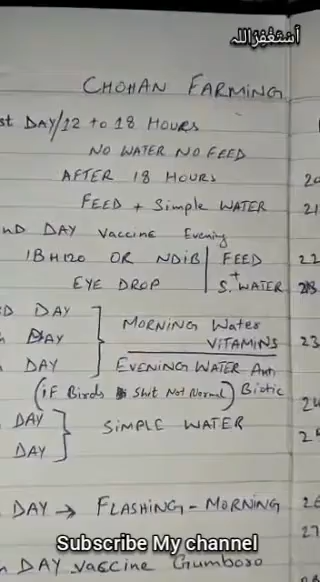 أستغفر الله
CHOHAN FARMING
st DAY/12 to 18 HOURS
NO WATER NO FEED
AFTER 18 HOURS
FEED + Simple WATER
ND DAY Vaccine Evening
IBH120 OR NDIB | FEED
+
EYE DROP | S. WATER
D DAY
MORNING Water
DAY
VITAMINS
DAY
EVENING WATER Anti
(iF Birds Shit Not Normal) Biotic
DAY
SIMPLE WATER
DAY
DAY → FLASHING - MORNING
DAY Vaccine Gumboro
20
21
22
23
24
26
27
Subscribe My channel